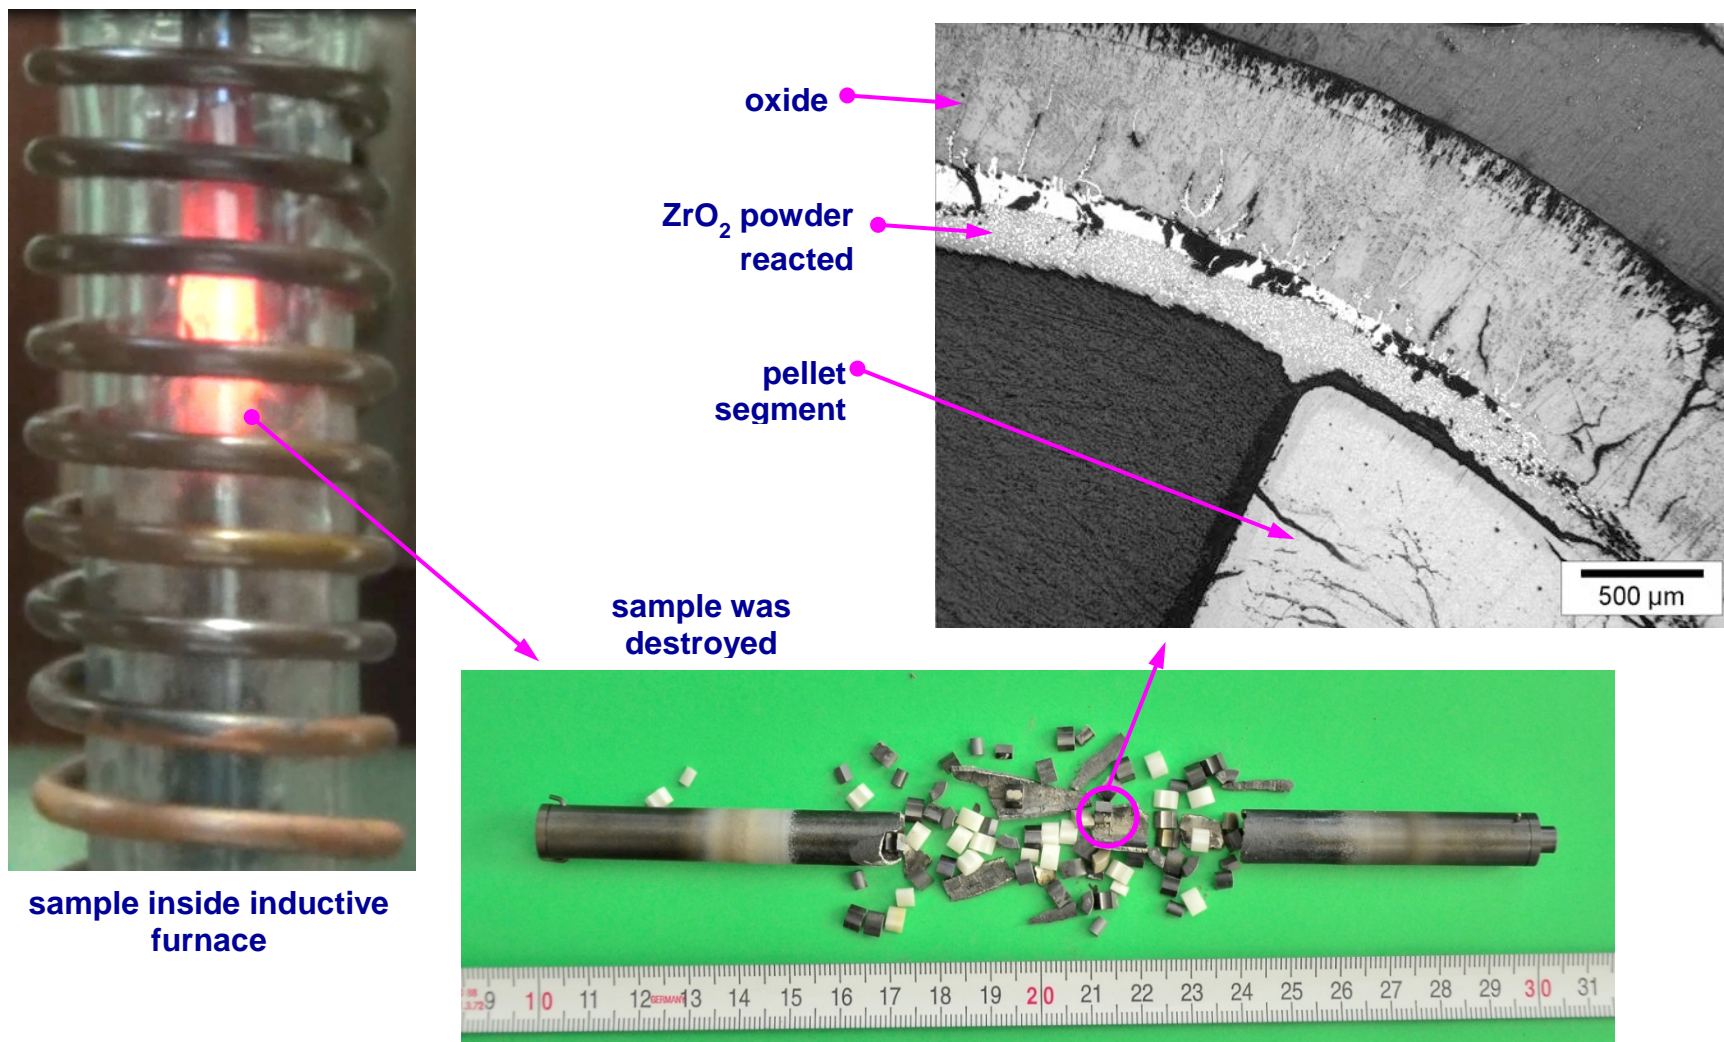 oxide
ZrO₂ powder
reacted
pellet
segment
500 µm
sample was
destroyed
sample inside inductive
furnace
9 10 11 12 GERMANY 13 14 15 16 17 18 19 20 21 22 23 24 25 26 27 28 29 30 31